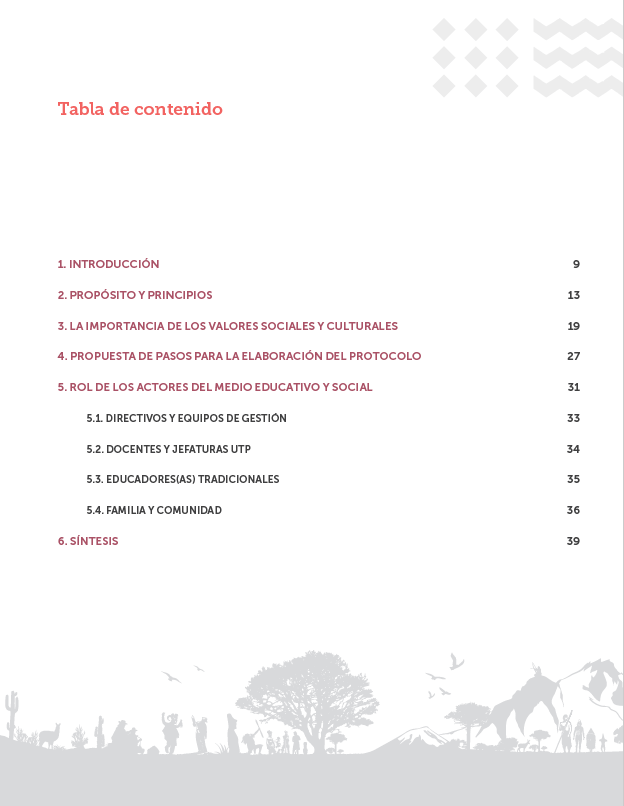 Tabla de contenido
1. INTRODUCCIÓN 9
2. PROPÓSITO Y PRINCIPIOS 13
3. LA IMPORTANCIA DE LOS VALORES SOCIALES Y CULTURALES 19
4. PROPUESTA DE PASOS PARA LA ELABORACIÓN DEL PROTOCOLO 27
5. ROL DE LOS ACTORES DEL MEDIO EDUCATIVO Y SOCIAL 31
5.1. DIRECTIVOS Y EQUIPOS DE GESTIÓN 33
5.2. DOCENTES Y JEFATURAS UTP 34
5.3. EDUCADORES(AS) TRADICIONALES 35
5.4. FAMILIA Y COMUNIDAD 36
6. SÍNTESIS 39